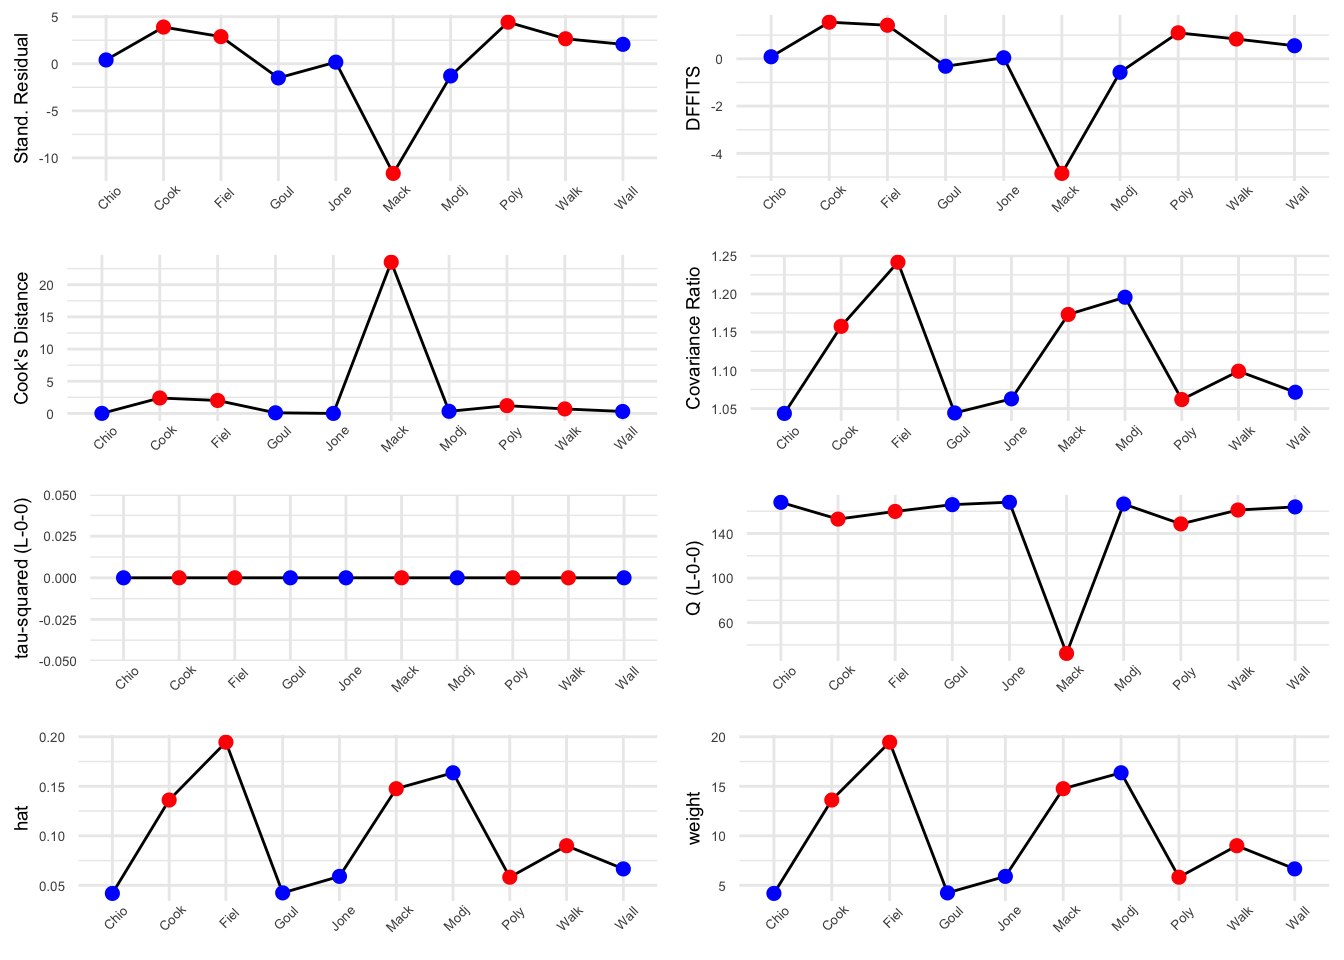 Stand. Residual
5
0
-5
-10
Chio Cook Fiel Goul Jone Mack Modj Poly Walk Wall
DFFITS
0
-2
-4
Chio Cook Fiel Goul Jone Mack Modj Poly Walk Wall
Cook's Distance
20
15
10
5
0
Chio Cook Fiel Goul Jone Mack Modj Poly Walk Wall
Covariance Ratio
1.25
1.20
1.15
1.10
1.05
Chio Cook Fiel Goul Jone Mack Modj Poly Walk Wall
tau-squared (L-0-0)
0.050
0.025
0.000
-0.025
-0.050
Chio Cook Fiel Goul Jone Mack Modj Poly Walk Wall
Q (L-0-0)
140
100
60
Chio Cook Fiel Goul Jone Mack Modj Poly Walk Wall
hat
0.20
0.15
0.10
0.05
Chio Cook Fiel Goul Jone Mack Modj Poly Walk Wall
weight
20
15
10
5
Chio Cook Fiel Goul Jone Mack Modj Poly Walk Wall